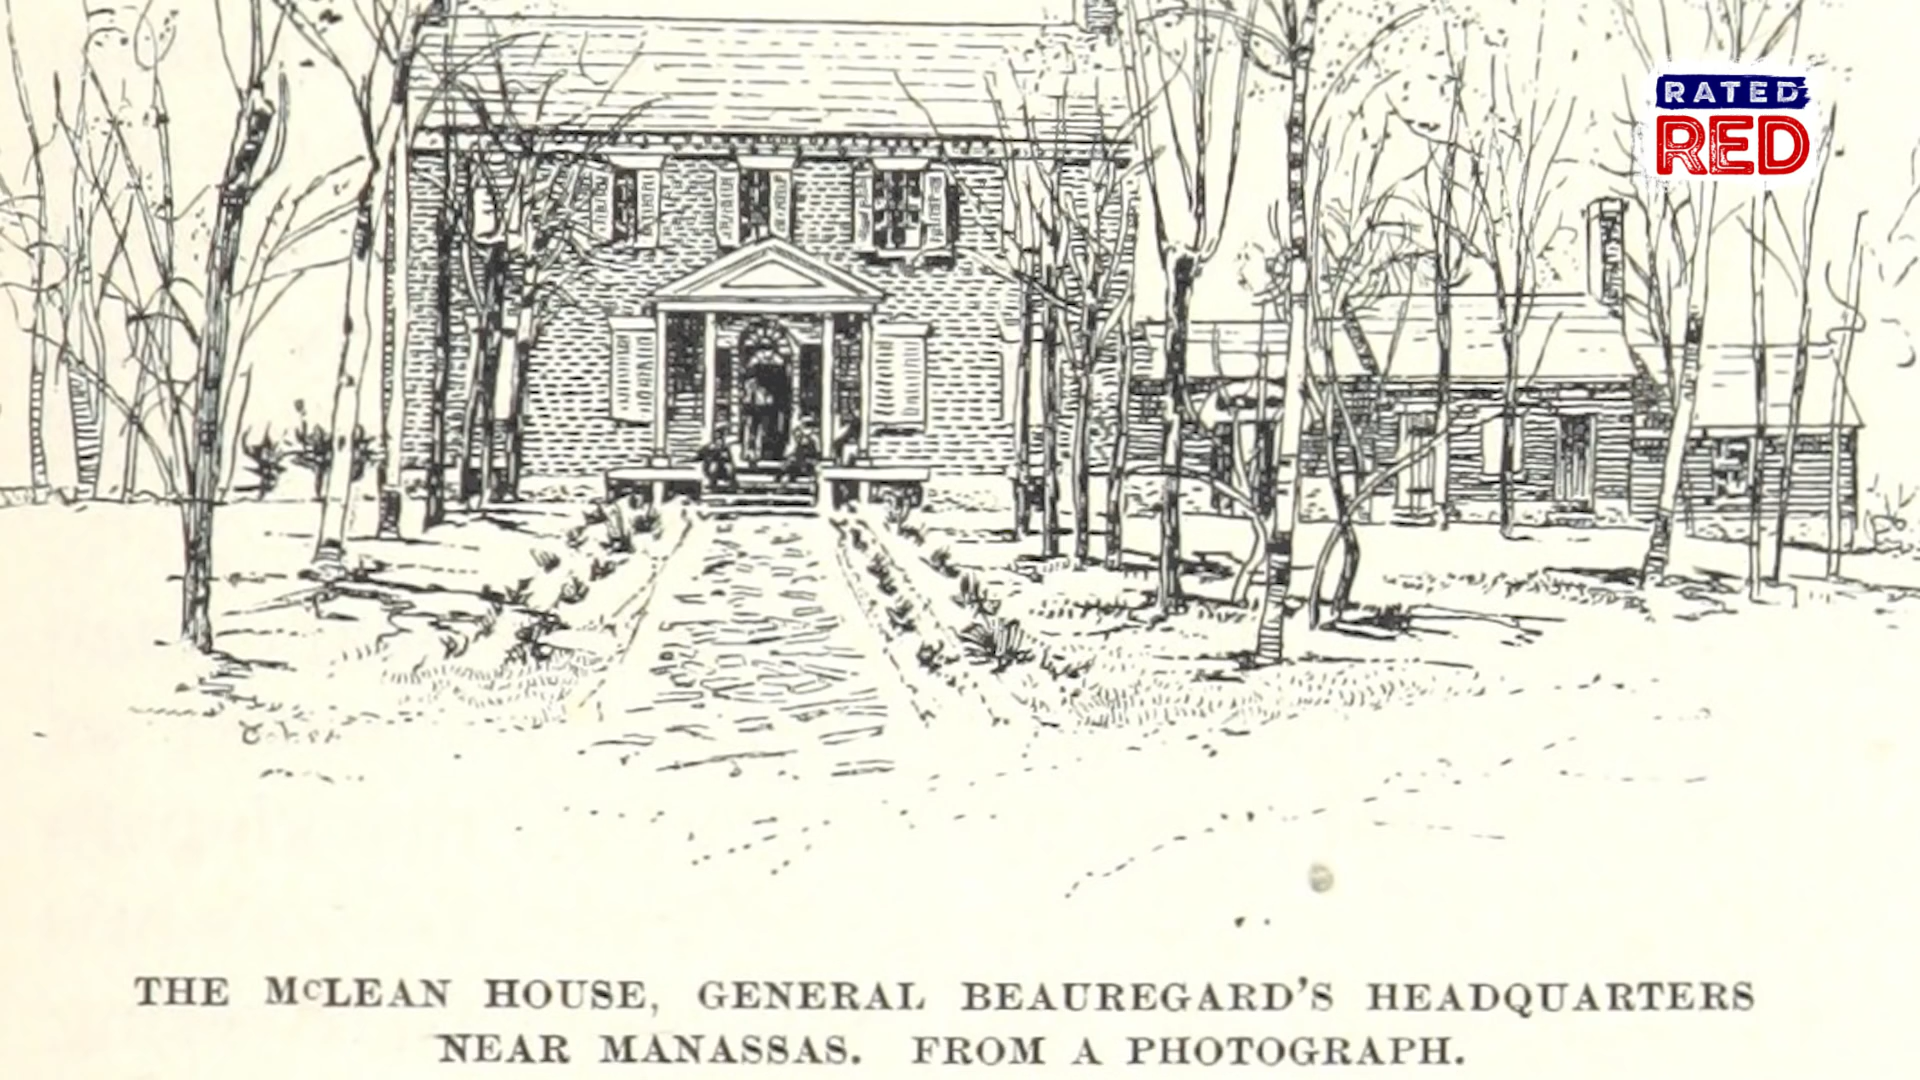 RATED
RED
THE McLEAN HOUSE, GENERAL BEAUREGARD'S HEADQUARTERS
NEAR MANASSAS. FROM A PHOTOGRAPH.